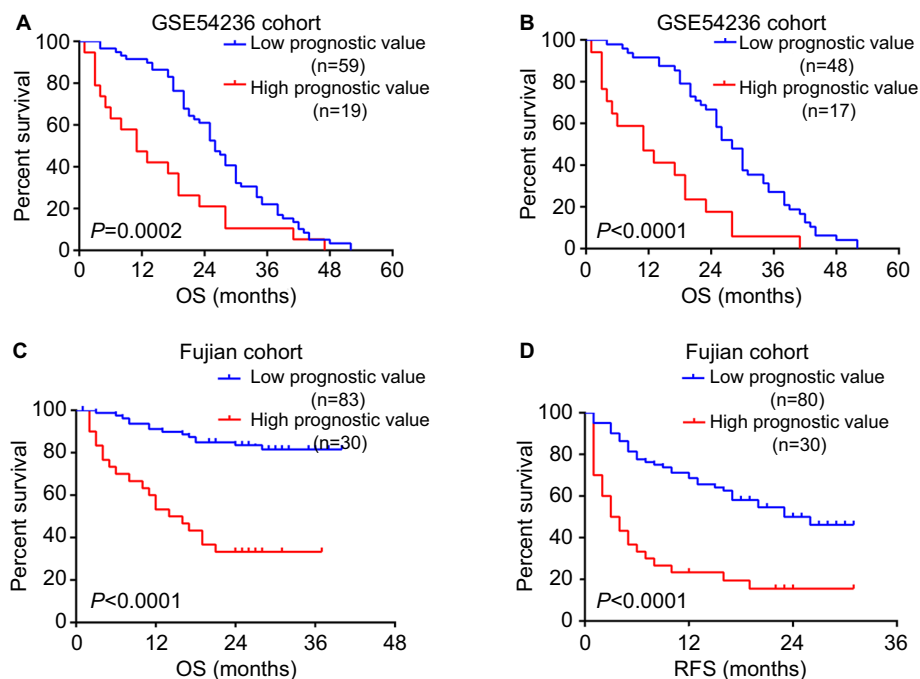 A
GSE54236 cohort
Low prognostic value
(n=59)
High prognostic value
(n=19)
Percent survival
100
80
60
40
20
0
P=0.0002
0 12 24 36 48 60
OS (months)
B
GSE54236 cohort
Low prognostic value
(n=48)
High prognostic value
(n=17)
Percent survival
100
80
60
40
20
0
P<0.0001
0 12 24 36 48 60
OS (months)
C
Fujian cohort
Low prognostic value
(n=83)
High prognostic value
(n=30)
Percent survival
100
80
60
40
20
0
P<0.0001
0 12 24 36 48
OS (months)
D
Fujian cohort
Low prognostic value
(n=80)
High prognostic value
(n=30)
Percent survival
100
80
60
40
20
0
P<0.0001
0 12 24 36
RFS (months)